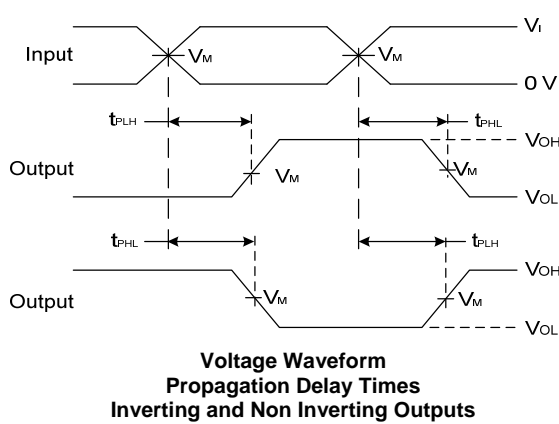 Input
VM
VM
VI
0 V
tPLH
tPHL
Output
VM
VM
VOH
VOL
tPHL
tPLH
Output
VM
VM
VOH
VOL
Voltage Waveform
Propagation Delay Times
Inverting and Non Inverting Outputs